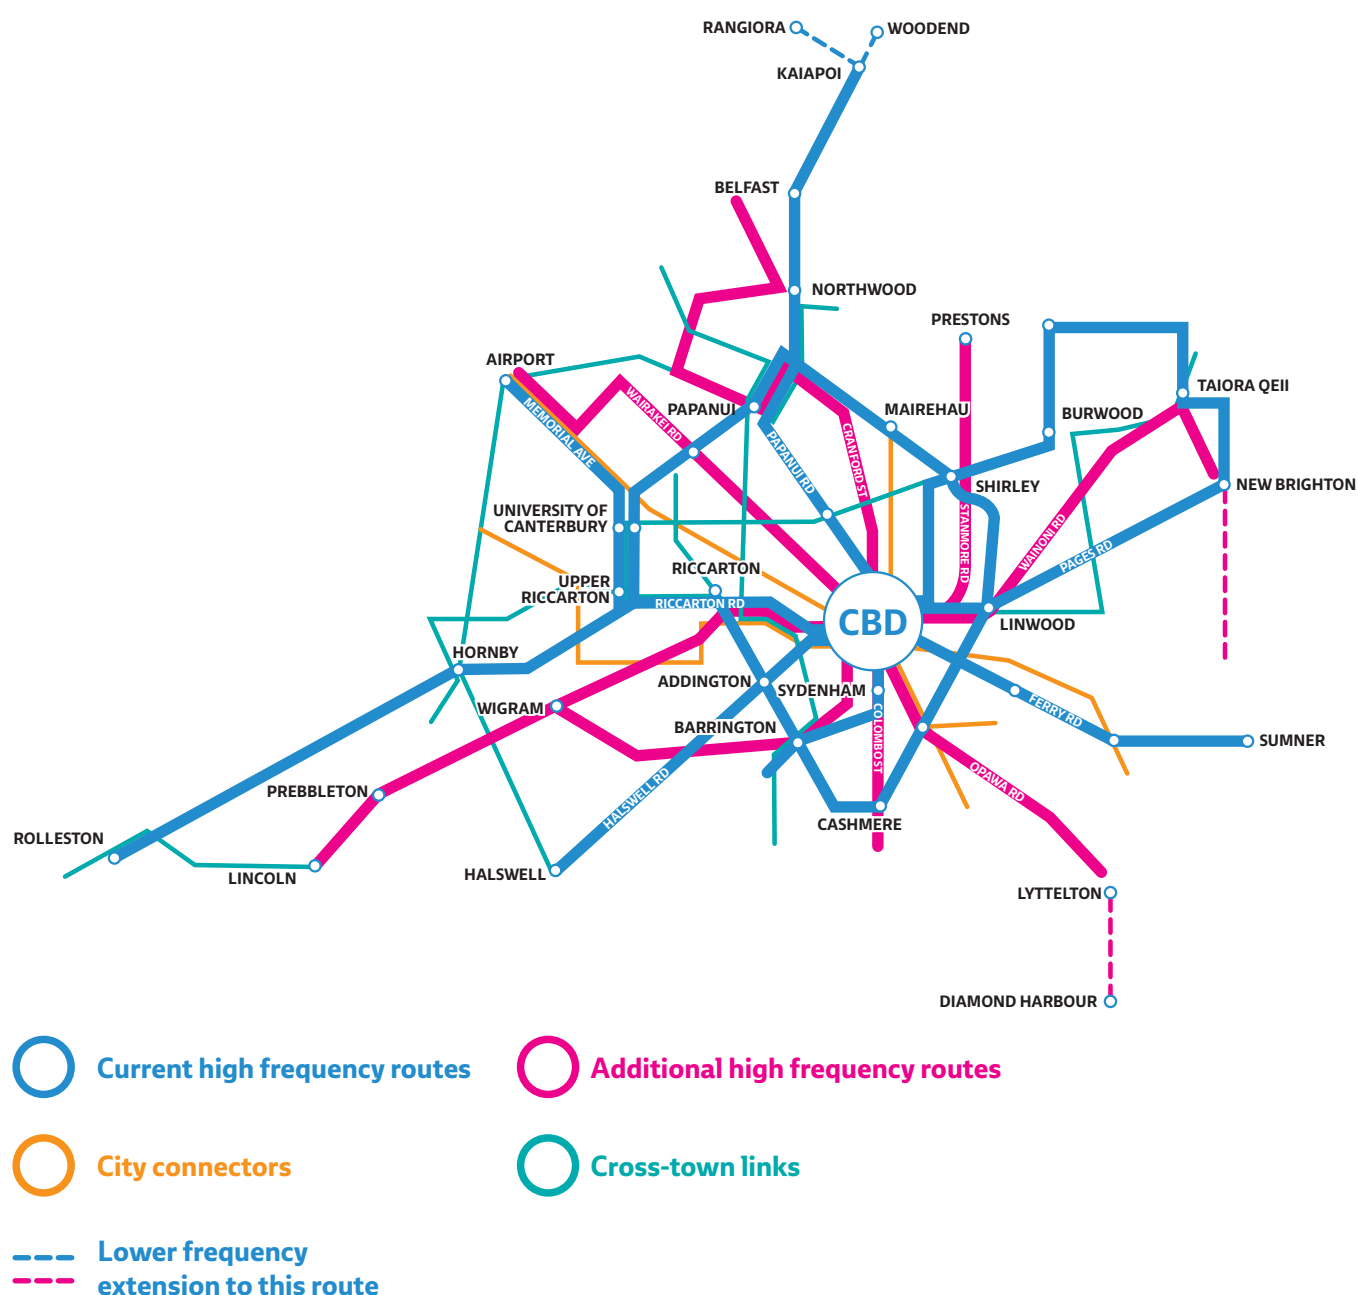 RANGIORA
WOODEND
KAIAPOI
BELFAST
NORTHWOOD
PRESTONS
AIRPORT
TAIORA QEII
MEMORIAL AVE
WAIRAKEI RD
PAPANUI
MAIREHAU
BURWOOD
PAPANUI RD
CRANFORD ST
SHIRLEY
NEW BRIGHTON
UNIVERSITY OF
CANTERBURY
STANMORE RD
WAINONI RD
PAGES RD
RICCARTON
UPPER
RICCARTON
RICCARTON RD
CBD
LINWOOD
HORNBY
ADDINGTON
SYDENHAM
WIGRAM
BARRINGTON
COLOMBO ST
FERRY RD
SUMNER
PREBBLETON
HALSWELL RD
OPAWA RD
ROLLESTON
CASHMERE
LINCOLN
HALSWELL
LYTTELTON
DIAMOND HARBOUR
Current high frequency routes
Additional high frequency routes
City connectors
Cross-town links
Lower frequency
extension to this route